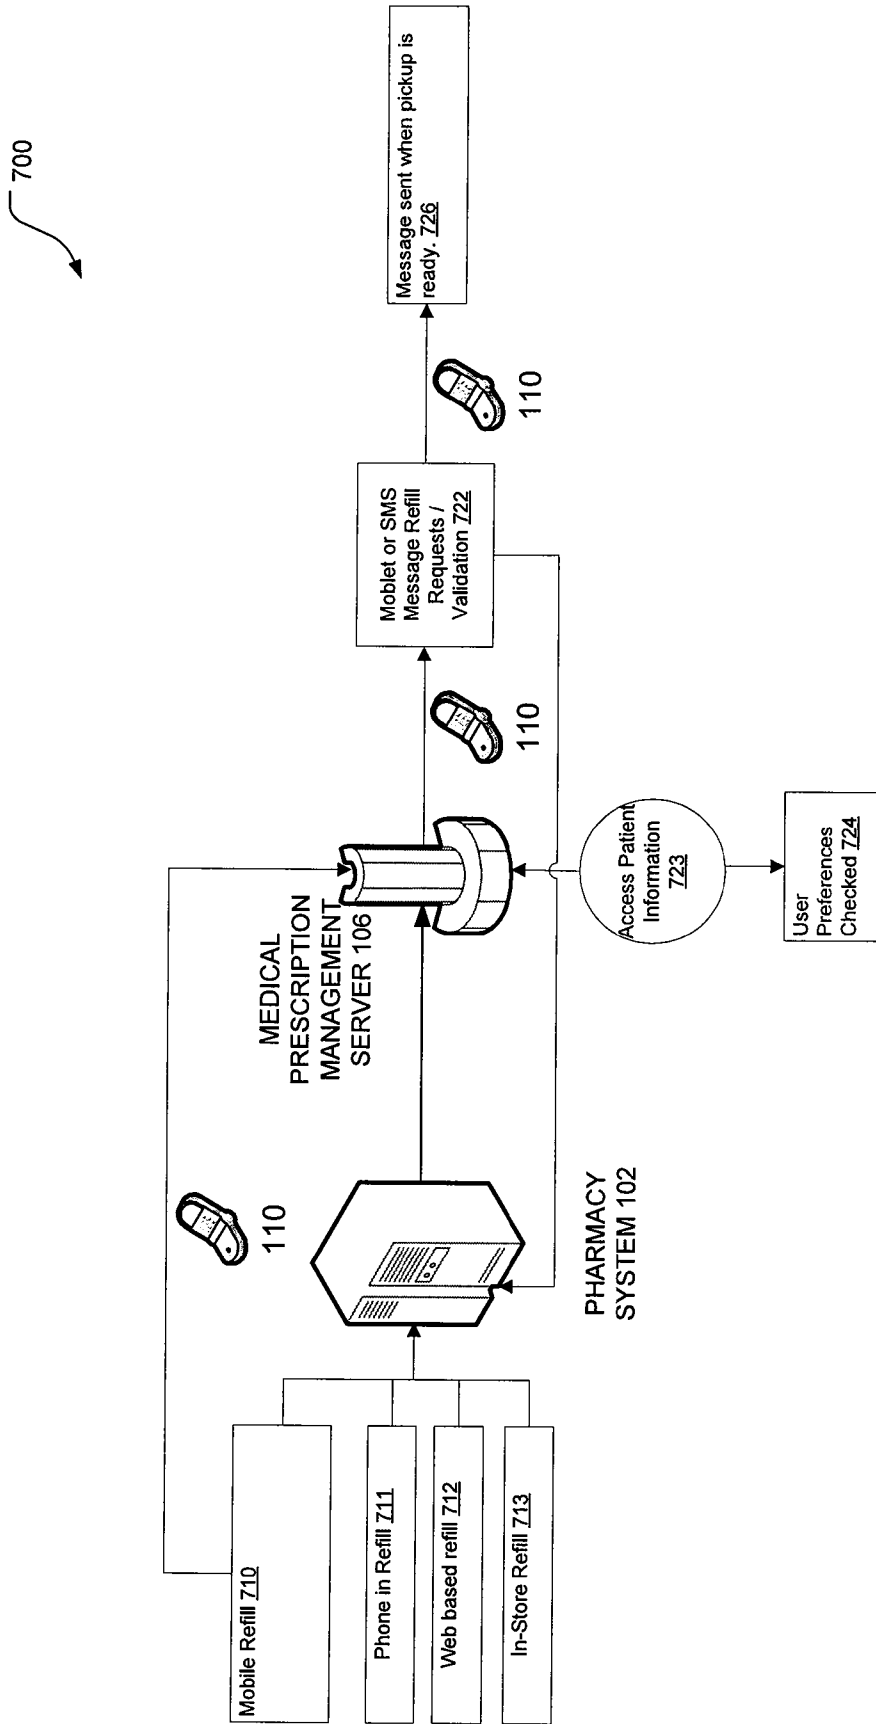 700
Mobile Refill 710
Phone in Refill 711
Web based refill 712
In-Store Refill 713
110
PHARMACY
SYSTEM 102
MEDICAL
PRESCRIPTION
MANAGEMENT
SERVER 106
Access Patient
Information
723
User
Preferences
Checked 724
110
Moblet or SMS
Message Refill
Requests /
Validation 722
110
Message sent when pickup is
ready. 726